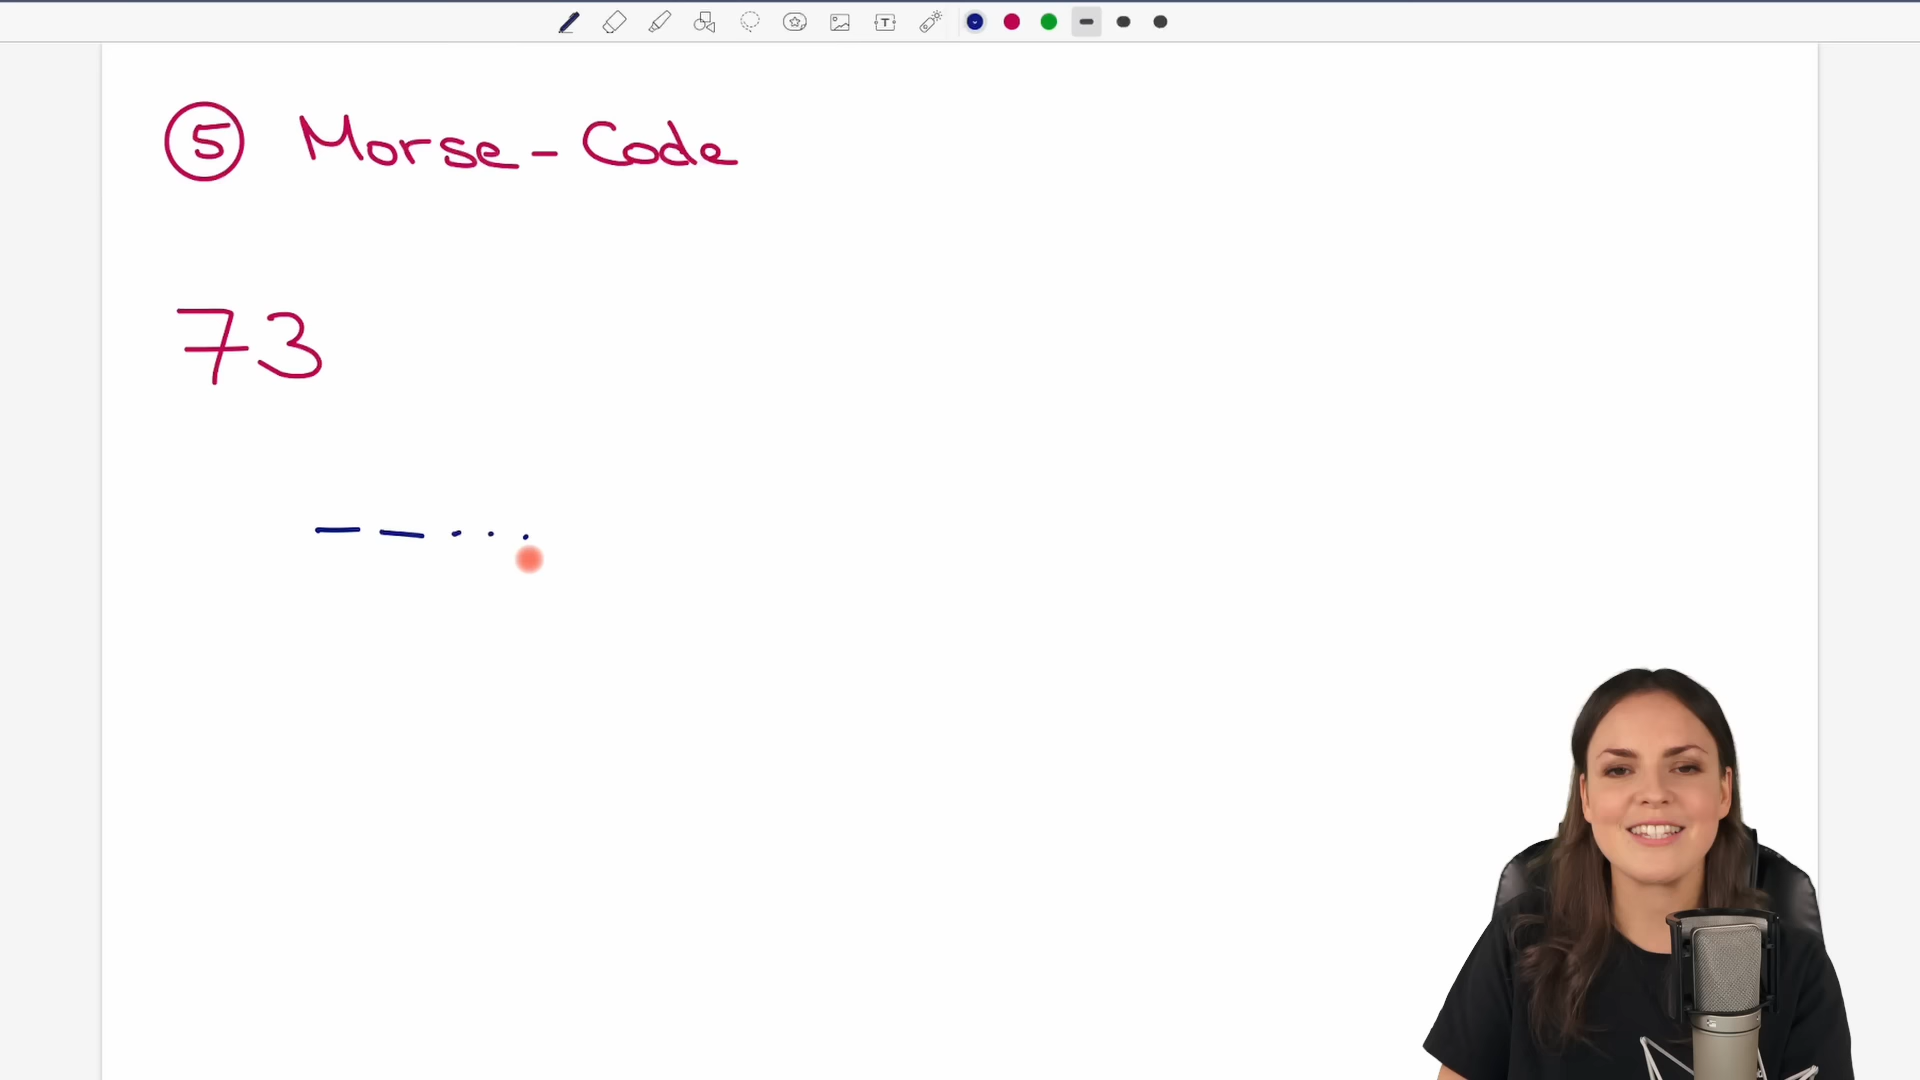 5 Morse-Code
73
— — · · ·